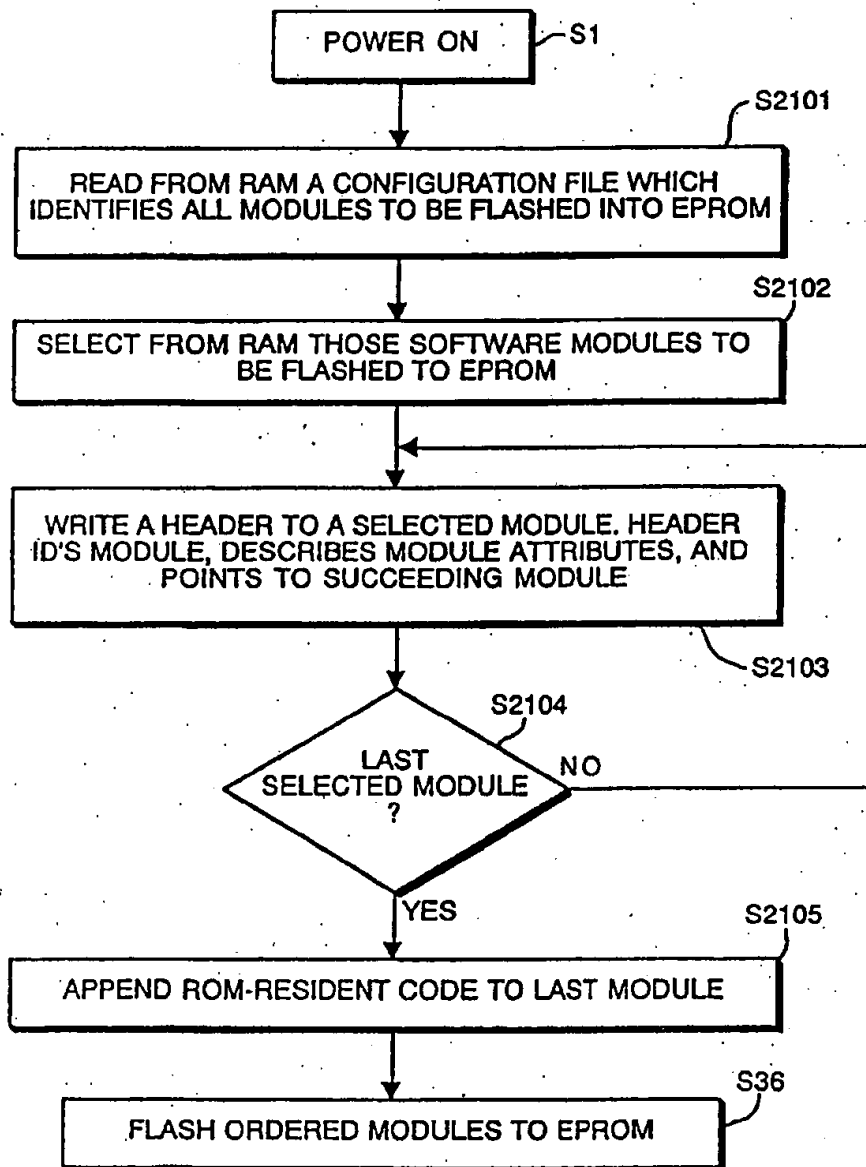 POWER ON
S1
S2101
READ FROM RAM A CONFIGURATION FILE WHICH
IDENTIFIES ALL MODULES TO BE FLASHED INTO EPROM
S2102
SELECT FROM RAM THOSE SOFTWARE MODULES TO
BE FLASHED TO EPROM
WRITE A HEADER TO A SELECTED MODULE. HEADER
ID'S MODULE, DESCRIBES MODULE ATTRIBUTES, AND
POINTS TO SUCCEEDING MODULE
S2103
S2104
LAST
SELECTED MODULE
?
NO
YES
S2105
APPEND ROM-RESIDENT CODE TO LAST MODULE
S36
FLASH ORDERED MODULES TO EPROM